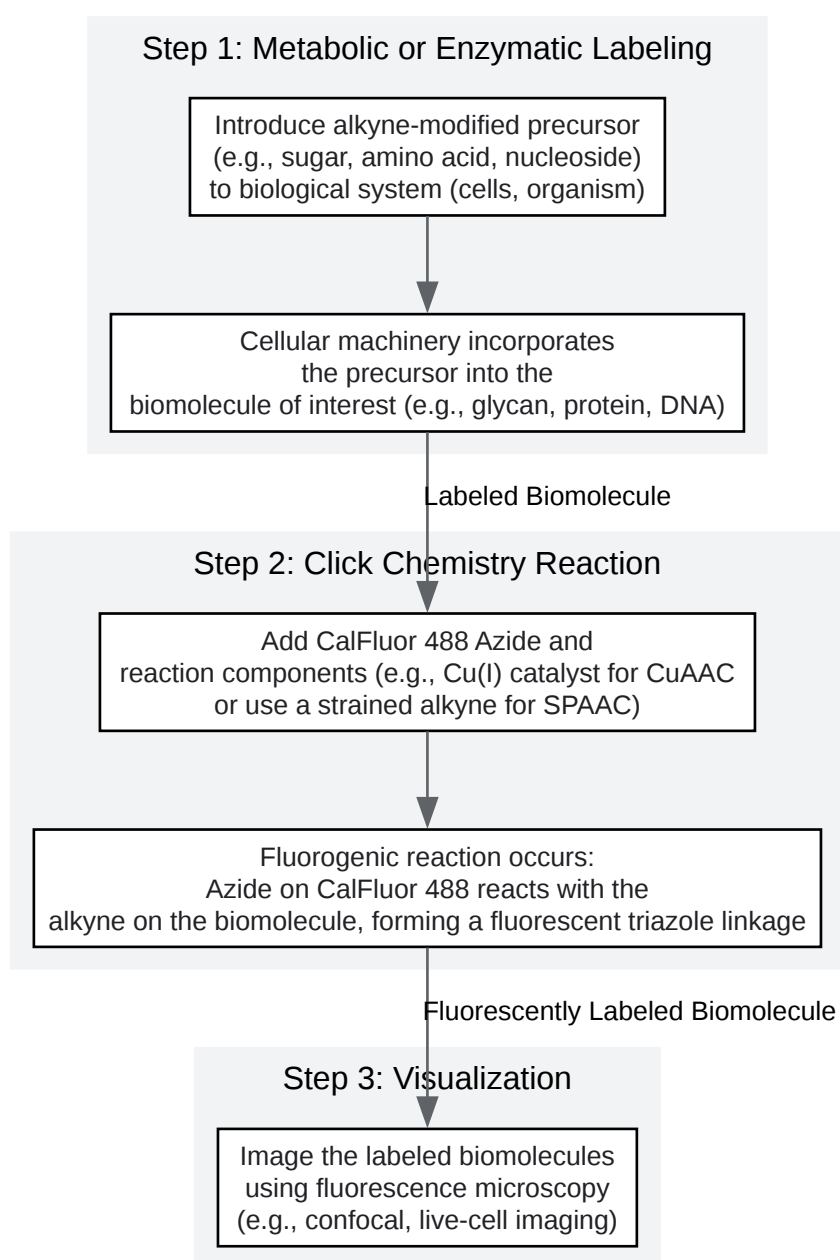 Step 1: Metabolic or Enzymatic Labeling
Introduce alkyne-modified precursor
(e.g., sugar, amino acid, nucleoside)
to biological system (cells, organism)
Cellular machinery incorporates
the precursor into the
biomolecule of interest (e.g., glycan, protein, DNA)
Labeled Biomolecule
Step 2: Click Chemistry Reaction
Add CalFluor 488 Azide and
reaction components (e.g., Cu(I) catalyst for CuAAC
or use a strained alkyne for SPAAC)
Fluorogenic reaction occurs:
Azide on CalFluor 488 reacts with the
alkyne on the biomolecule, forming a fluorescent triazole linkage
Fluorescently Labeled Biomolecule
Step 3: Visualization
Image the labeled biomolecules
using fluorescence microscopy
(e.g., confocal, live-cell imaging)